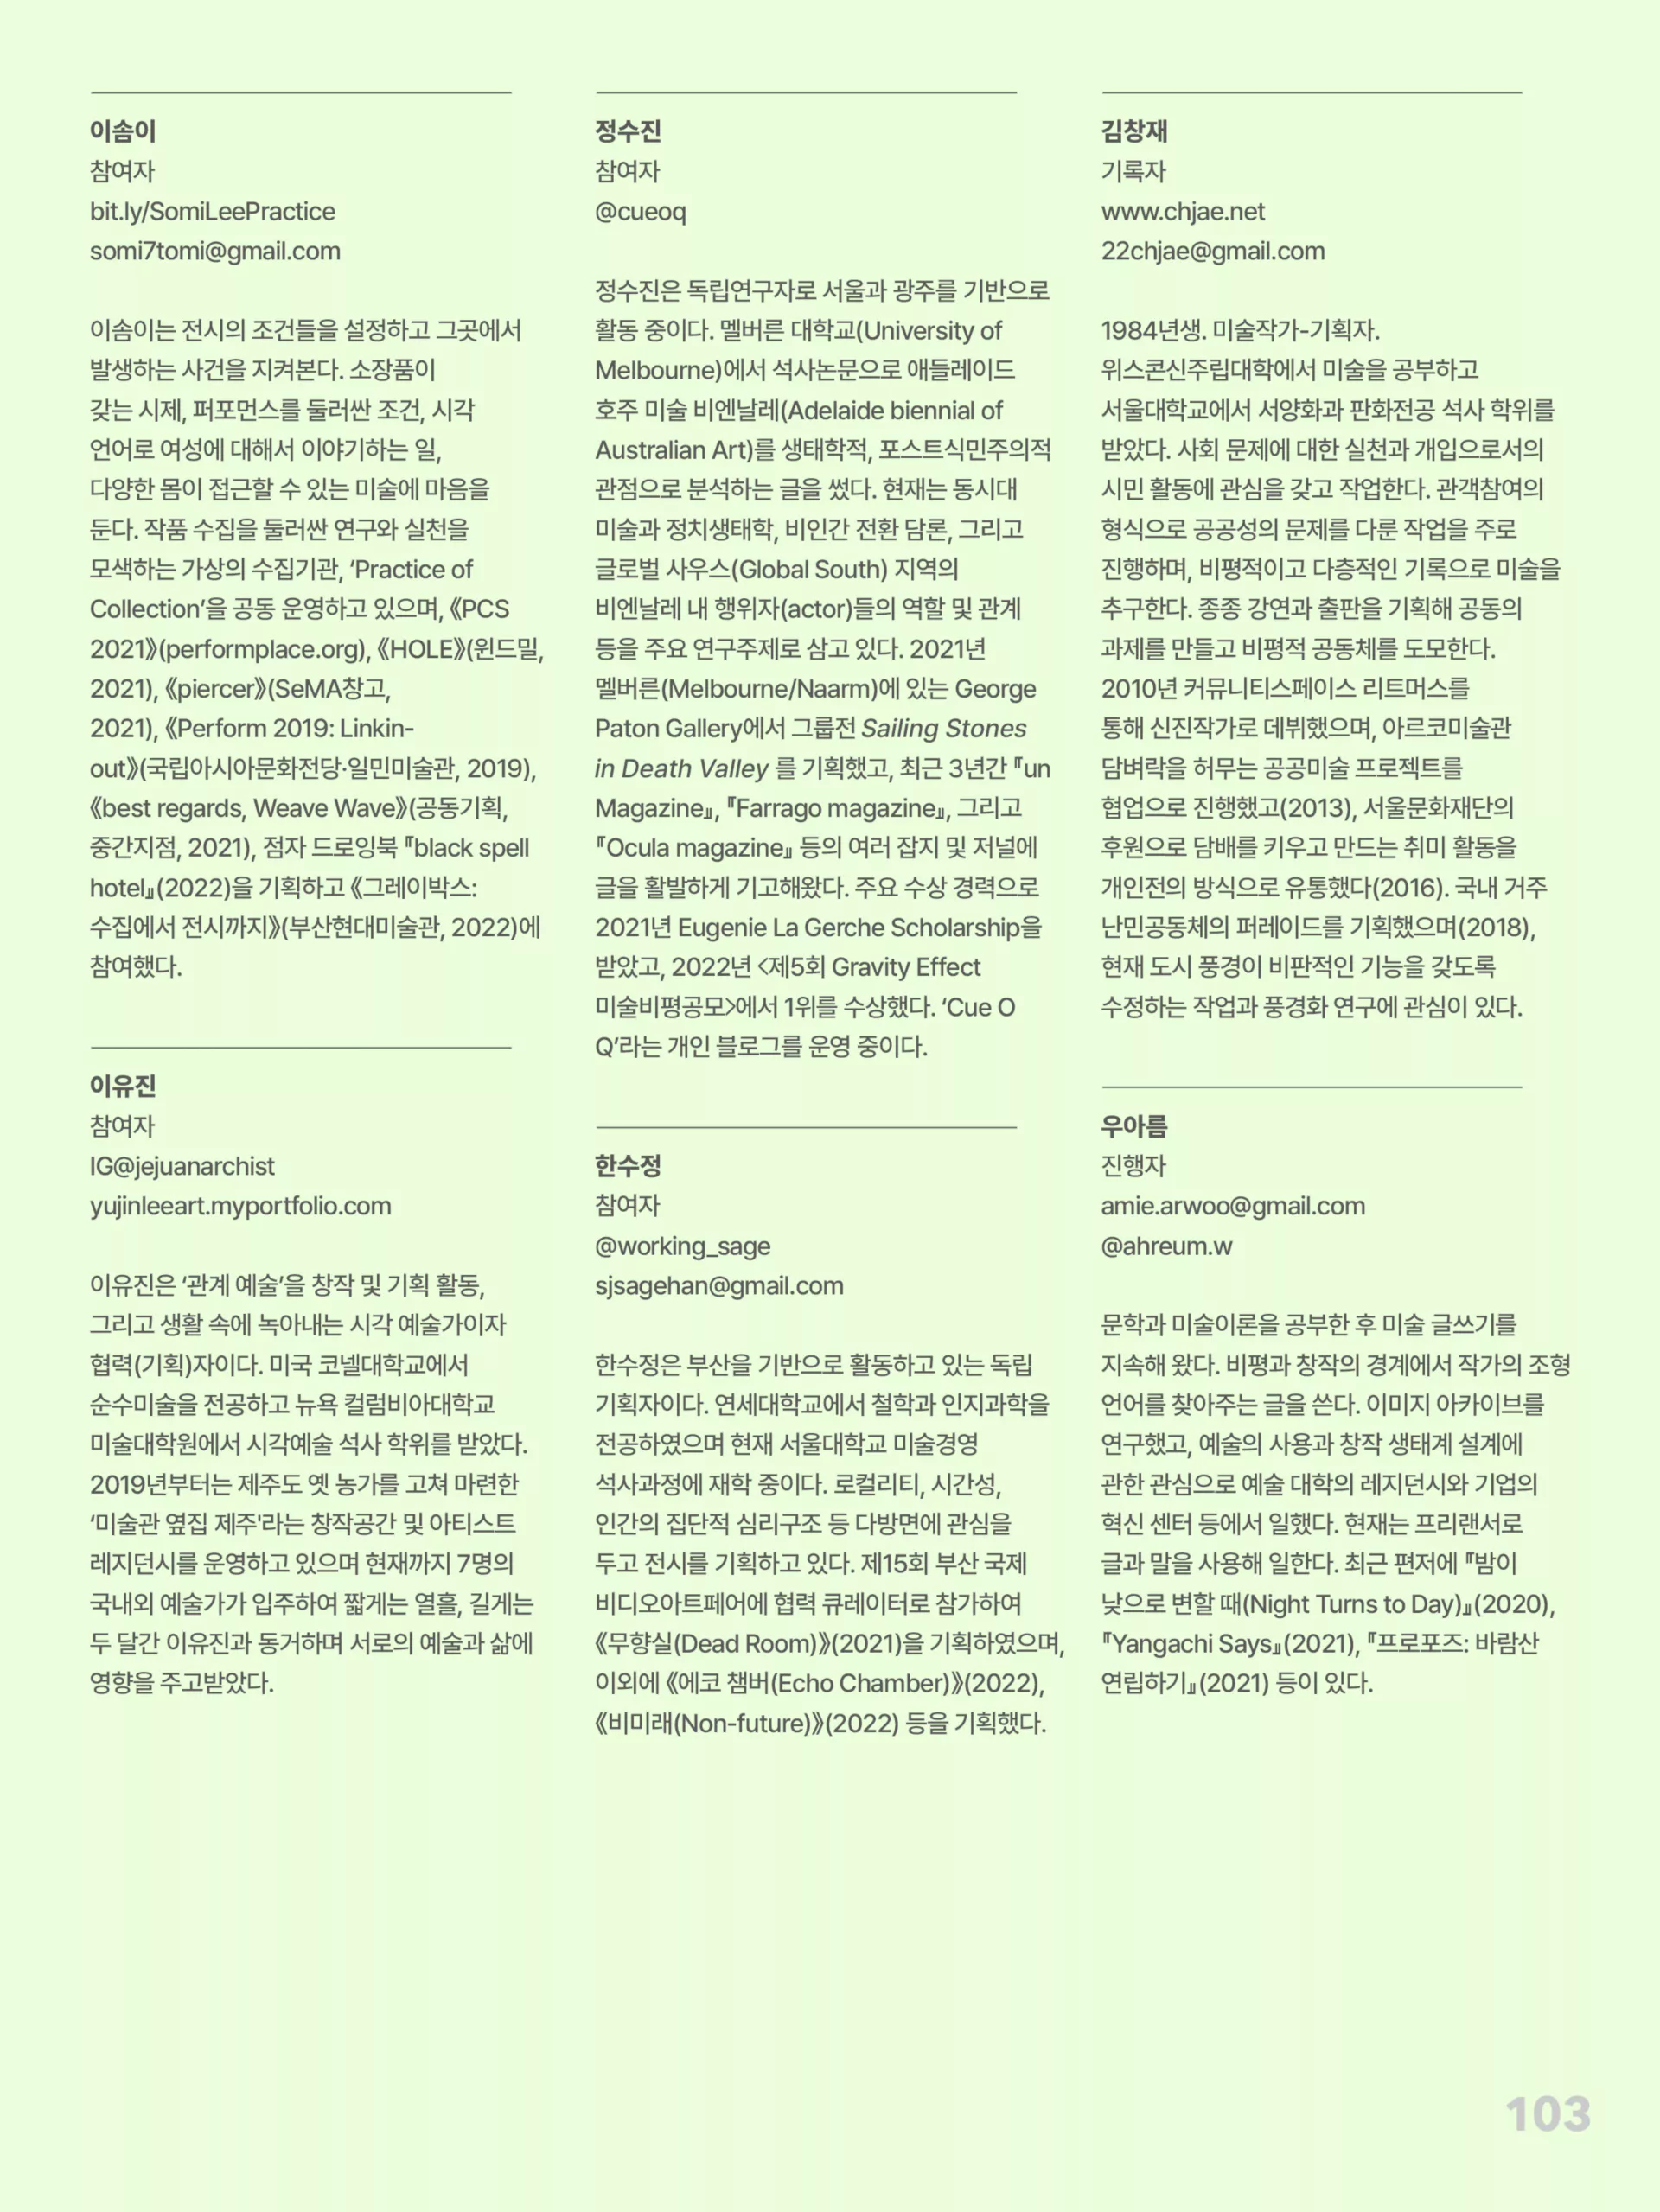 이솜이
참여자
bit.ly/SomiLeePractice
somi7tomi@gmail.com
이솜이는 전시의 조건들을 설정하고 그곳에서
발생하는 사건을 지켜본다. 소장품이
갖는 시제, 퍼포먼스를 둘러싼 조건, 시각
언어로 여성에 대해서 이야기하는 일,
다양한 몸이 접근할 수 있는 미술에 마음을
둔다. 작품 수집을 둘러싼 연구와 실천을
모색하는 가상의 수집기관, ‘Practice of
Collection’을 공동 운영하고 있으며, 《PCS
2021》(performplace.org), 《HOLE》(윈드밀,
2021), 《piercer》(SeMA창고,
2021), 《Perform 2019: Linkin-
out》(국립아시아문화전당·일민미술관, 2019),
《best regards, Weave Wave》(공동기획,
중간지점, 2021), 점자 드로잉북 『black spell
hotel』(2022)을 기획하고 《그레이박스:
수집에서 전시까지》(부산현대미술관, 2022)에
참여했다.
이유진
참여자
IG@jejuanarchist
yujinleeart.myportfolio.com
이유진은 ‘관계 예술’을 창작 및 기획 활동,
그리고 생활 속에 녹아내는 시각 예술가이자
협력(기획)자이다. 미국 코넬대학교에서
순수미술을 전공하고 뉴욕 컬럼비아대학교
미술대학원에서 시각예술 석사 학위를 받았다.
2019년부터는 제주도 옛 농가를 고쳐 마련한
‘미술관 옆집 제주'라는 창작공간 및 아티스트
레지던시를 운영하고 있으며 현재까지 7명의
국내외 예술가가 입주하여 짧게는 열흘, 길게는
두 달간 이유진과 동거하며 서로의 예술과 삶에
영향을 주고받았다.
정수진
참여자
@cueoq
정수진은 독립연구자로 서울과 광주를 기반으로
활동 중이다. 멜버른 대학교(University of
Melbourne)에서 석사논문으로 애들레이드
호주 미술 비엔날레(Adelaide biennial of
Australian Art)를 생태학적, 포스트식민주의적
관점으로 분석하는 글을 썼다. 현재는 동시대
미술과 정치생태학, 비인간 전환 담론, 그리고
글로벌 사우스(Global South) 지역의
비엔날레 내 행위자(actor)들의 역할 및 관계
등을 주요 연구주제로 삼고 있다. 2021년
멜버른(Melbourne/Naarm)에 있는 George
Paton Gallery에서 그룹전 Sailing Stones
in Death Valley 를 기획했고, 최근 3년간 『un
Magazine』, 『Farrago magazine』, 그리고
『Ocula magazine』 등의 여러 잡지 및 저널에
글을 활발하게 기고해왔다. 주요 수상 경력으로
2021년 Eugenie La Gerche Scholarship을
받았고, 2022년 <제5회 Gravity Effect
미술비평공모>에서 1위를 수상했다. ‘Cue O
Q’라는 개인 블로그를 운영 중이다.
한수정
참여자
@working_sage
sjsagehan@gmail.com
한수정은 부산을 기반으로 활동하고 있는 독립
기획자이다. 연세대학교에서 철학과 인지과학을
전공하였으며 현재 서울대학교 미술경영
석사과정에 재학 중이다. 로컬리티, 시간성,
인간의 집단적 심리구조 등 다방면에 관심을
두고 전시를 기획하고 있다. 제15회 부산 국제
비디오아트페어에 협력 큐레이터로 참가하여
《무향실(Dead Room)》(2021)을 기획하였으며,
이외에 《에코 챔버(Echo Chamber)》(2022),
《비미래(Non-future)》(2022) 등을 기획했다.
김창재
기록자
www.chjae.net
22chjae@gmail.com
1984년생. 미술작가-기획자.
위스콘신주립대학에서 미술을 공부하고
서울대학교에서 서양화과 판화전공 석사 학위를
받았다. 사회 문제에 대한 실천과 개입으로서의
시민 활동에 관심을 갖고 작업한다. 관객참여의
형식으로 공공성의 문제를 다룬 작업을 주로
진행하며, 비평적이고 다층적인 기록으로 미술을
추구한다. 종종 강연과 출판을 기획해 공동의
과제를 만들고 비평적 공동체를 도모한다.
2010년 커뮤니티스페이스 리트머스를
통해 신진작가로 데뷔했으며, 아르코미술관
담벼락을 허무는 공공미술 프로젝트를
협업으로 진행했고(2013), 서울문화재단의
후원으로 담배를 키우고 만드는 취미 활동을
개인전의 방식으로 유통했다(2016). 국내 거주
난민공동체의 퍼레이드를 기획했으며(2018),
현재 도시 풍경이 비판적인 기능을 갖도록
수정하는 작업과 풍경화 연구에 관심이 있다.
우아름
진행자
amie.arwoo@gmail.com
@ahreum.w
문학과 미술이론을 공부한 후 미술 글쓰기를
지속해 왔다. 비평과 창작의 경계에서 작가의 조형
언어를 찾아주는 글을 쓴다. 이미지 아카이브를
연구했고, 예술의 사용과 창작 생태계 설계에
관한 관심으로 예술 대학의 레지던시와 기업의
혁신 센터 등에서 일했다. 현재는 프리랜서로
글과 말을 사용해 일한다. 최근 편저에 『밤이
낮으로 변할 때(Night Turns to Day)』(2020),
『Yangachi Says』(2021), 『프로포즈: 바람산
연립하기』(2021) 등이 있다.
103